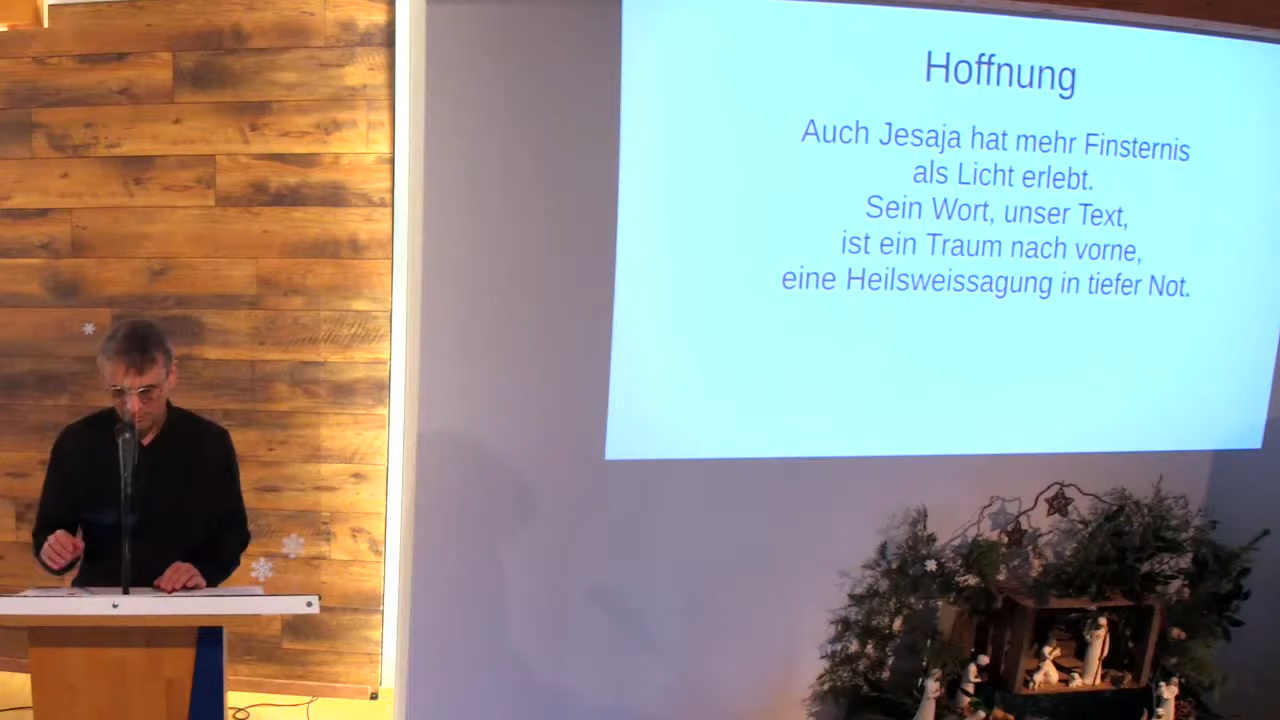 Hoffnung
Auch Jesaja hat mehr Finsternis
als Licht erlebt.
Sein Wort, unser Text,
ist ein Traum nach vorne,
eine Heilsweissagung in tiefer Not.